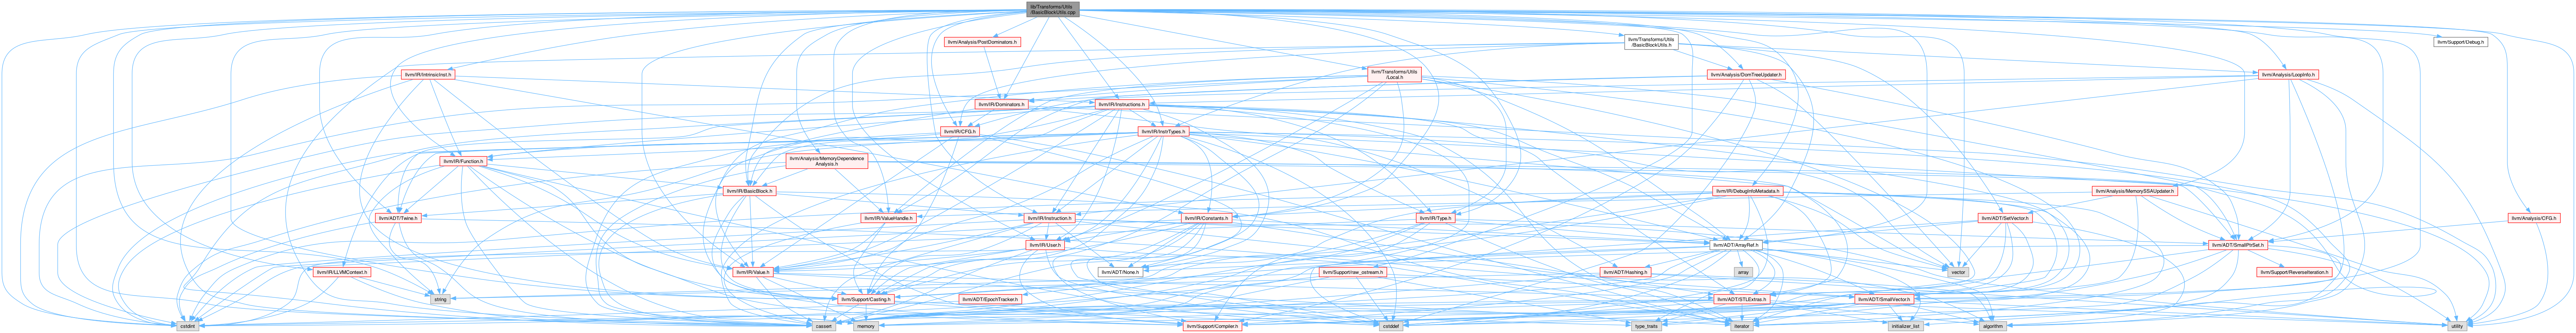 lib/Transforms/Utils
/BasicBlockUtils.cpp
llvm/Analysis/PostDominators.h
llvm/Transforms/Utils
/BasicBlockUtils.h
llvm/Support/Debug.h
llvm/IR/IntrinsicInst.h
llvm/Transforms/Utils
/Local.h
llvm/Analysis/DomTreeUpdater.h
llvm/Analysis/LoopInfo.h
llvm/IR/Dominators.h
llvm/IR/Instructions.h
llvm/IR/CFG.h
llvm/IR/InstrTypes.h
llvm/IR/Function.h
llvm/Analysis/MemoryDependence
Analysis.h
llvm/IR/BasicBlock.h
llvm/IR/DebugInfoMetadata.h
llvm/Analysis/MemorySSAUpdater.h
llvm/ADT/Twine.h
llvm/IR/ValueHandle.h
llvm/IR/Instruction.h
llvm/IR/Constants.h
llvm/IR/Type.h
llvm/ADT/SetVector.h
llvm/Analysis/CFG.h
llvm/IR/User.h
llvm/ADT/ArrayRef.h
llvm/ADT/SmallPtrSet.h
llvm/IR/LLVMContext.h
llvm/IR/Value.h
llvm/ADT/None.h
llvm/Support/raw_ostream.h
llvm/ADT/Hashing.h
array
vector
llvm/Support/ReverseIteration.h
string
llvm/Support/Casting.h
llvm/ADT/EpochTracker.h
llvm/ADT/STLExtras.h
llvm/ADT/SmallVector.h
cstdint
cassert
memory
llvm/Support/Compiler.h
cstddef
type_traits
iterator
initializer_list
algorithm
utility